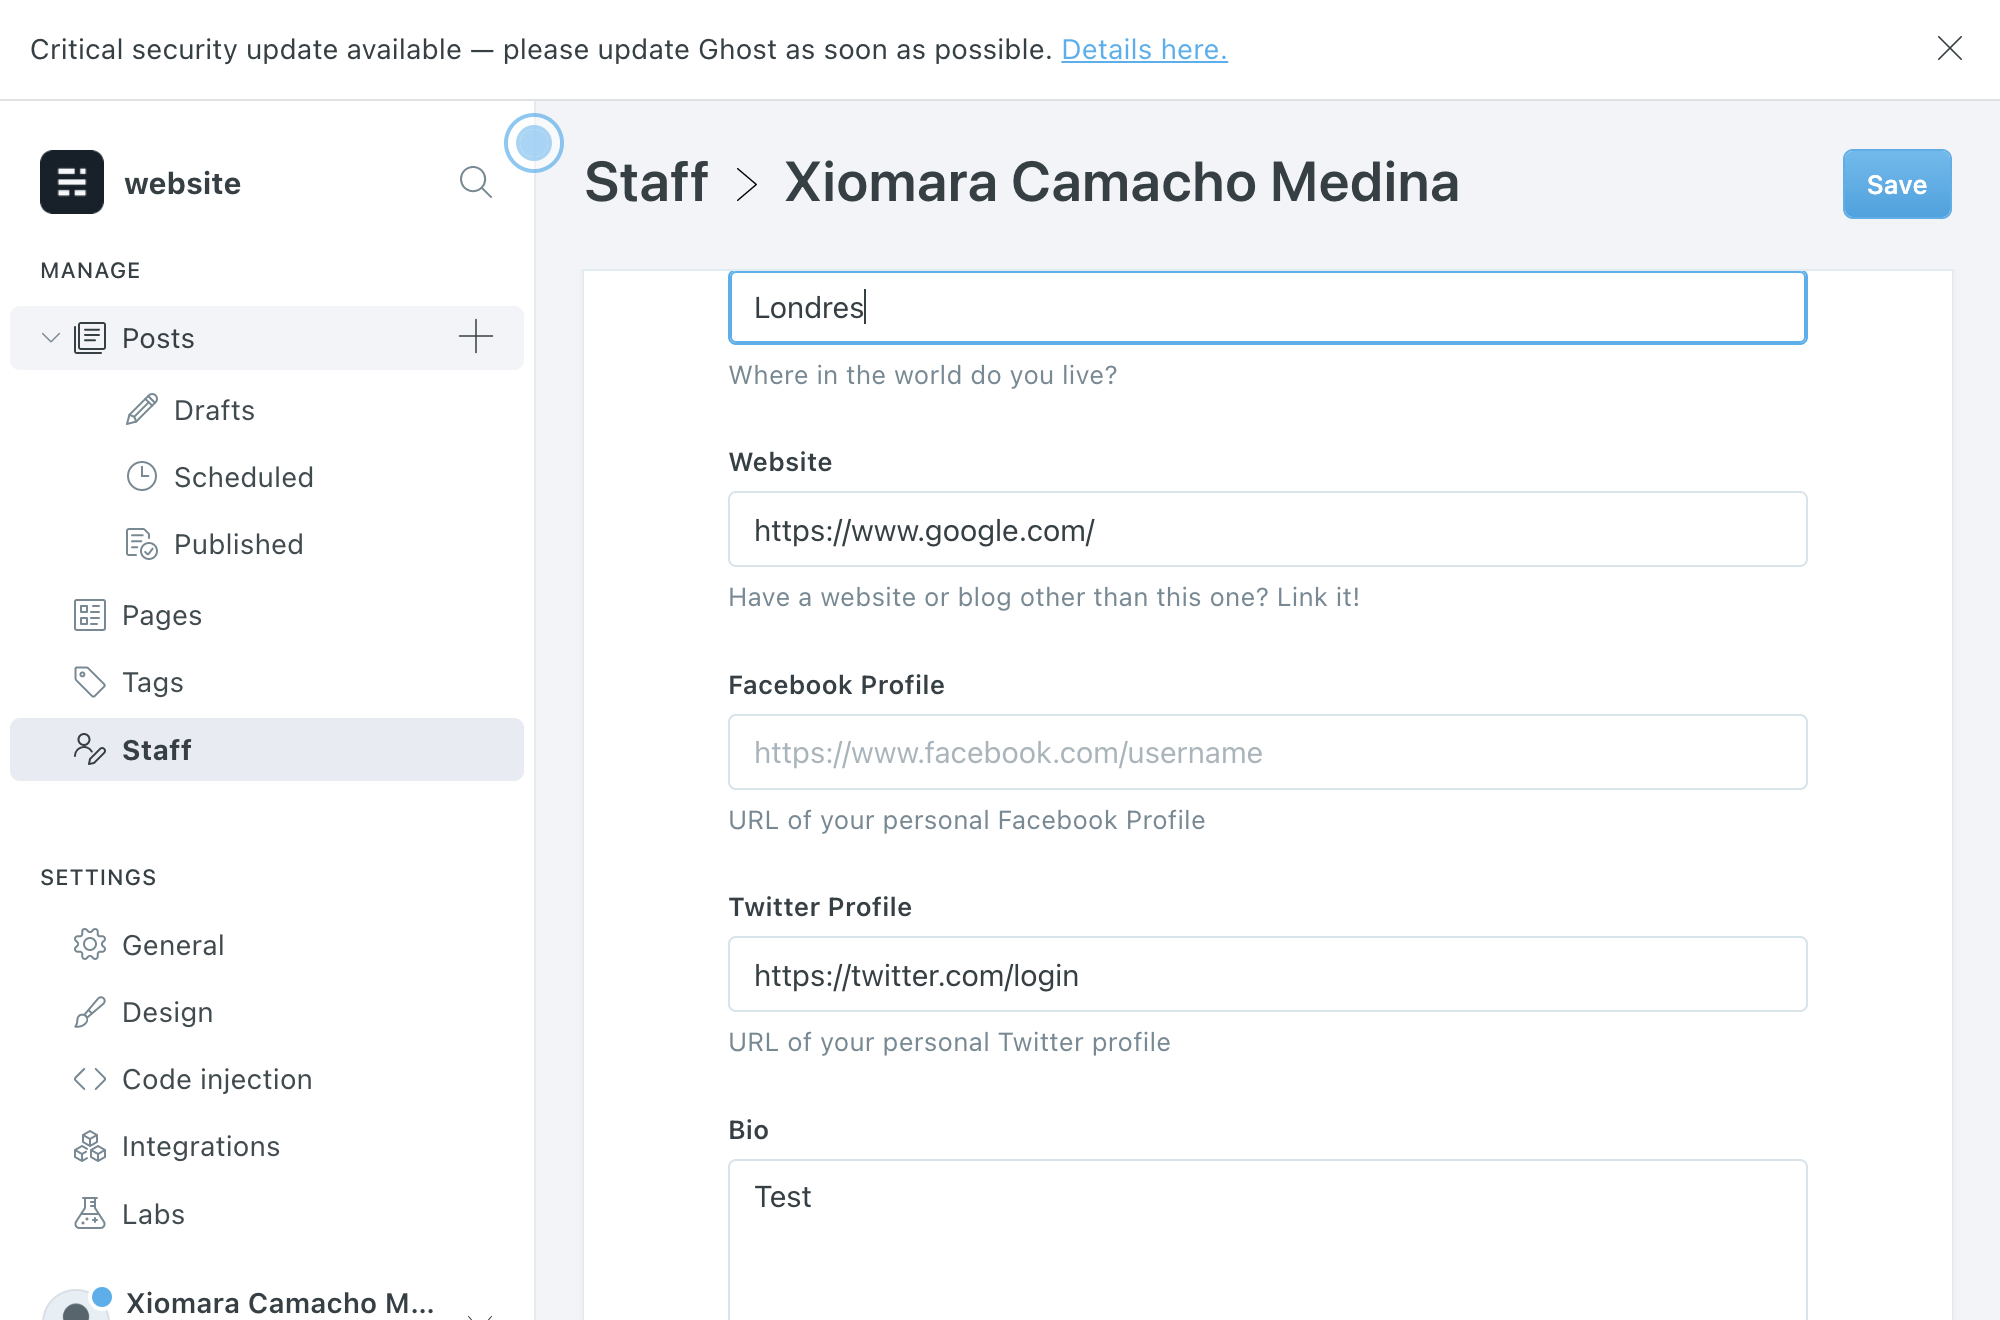 Critical security update available — please update Ghost as soon as possible. Details here.
website
MANAGE
Posts
Drafts
Scheduled
Published
Pages
Tags
Staff
SETTINGS
General
Design
Code injection
Integrations
Labs
Xiomara Camacho M...
Staff > Xiomara Camacho Medina
Save
Londres
Where in the world do you live?
Website
https://www.google.com/
Have a website or blog other than this one? Link it!
Facebook Profile
https://www.facebook.com/username
URL of your personal Facebook Profile
Twitter Profile
https://twitter.com/login
URL of your personal Twitter profile
Bio
Test